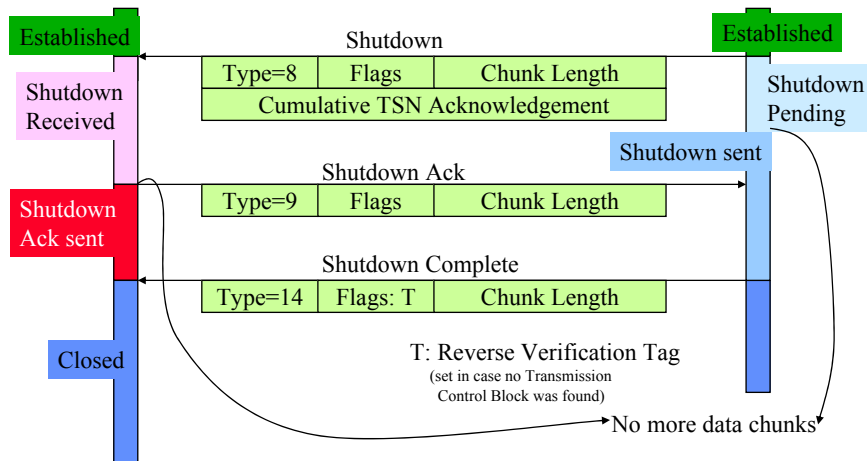 Established
Shutdown
Established
Type=8 Flags Chunk Length
Cumulative TSN Acknowledgement
Shutdown
Received
Shutdown
Pending
Shutdown sent
Shutdown Ack
Type=9 Flags Chunk Length
Shutdown
Ack sent
Shutdown Complete
Type=14 Flags: T Chunk Length
Closed
T: Reverse Verification Tag
(set in case no Transmission
Control Block was found)
No more data chunks